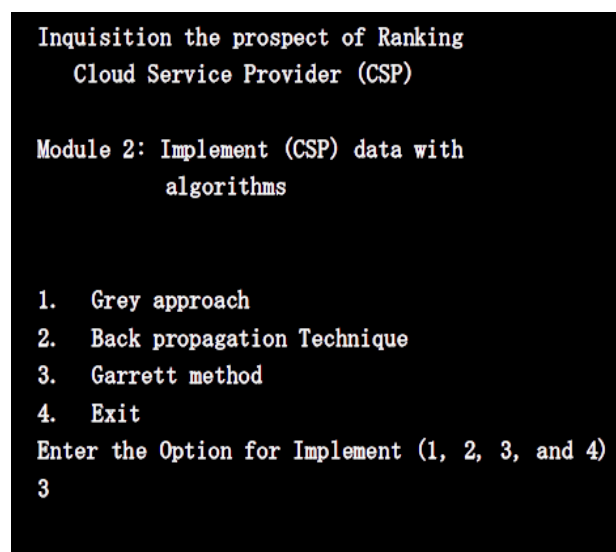 Inquisition the prospect of Ranking
Cloud Service Provider (CSP)
Module 2: Implement (CSP) data with
algorithms
1. Grey approach
2. Back propagation Technique
3. Garrett method
4. Exit
Enter the Option for Implement (1, 2, 3, and 4)
3